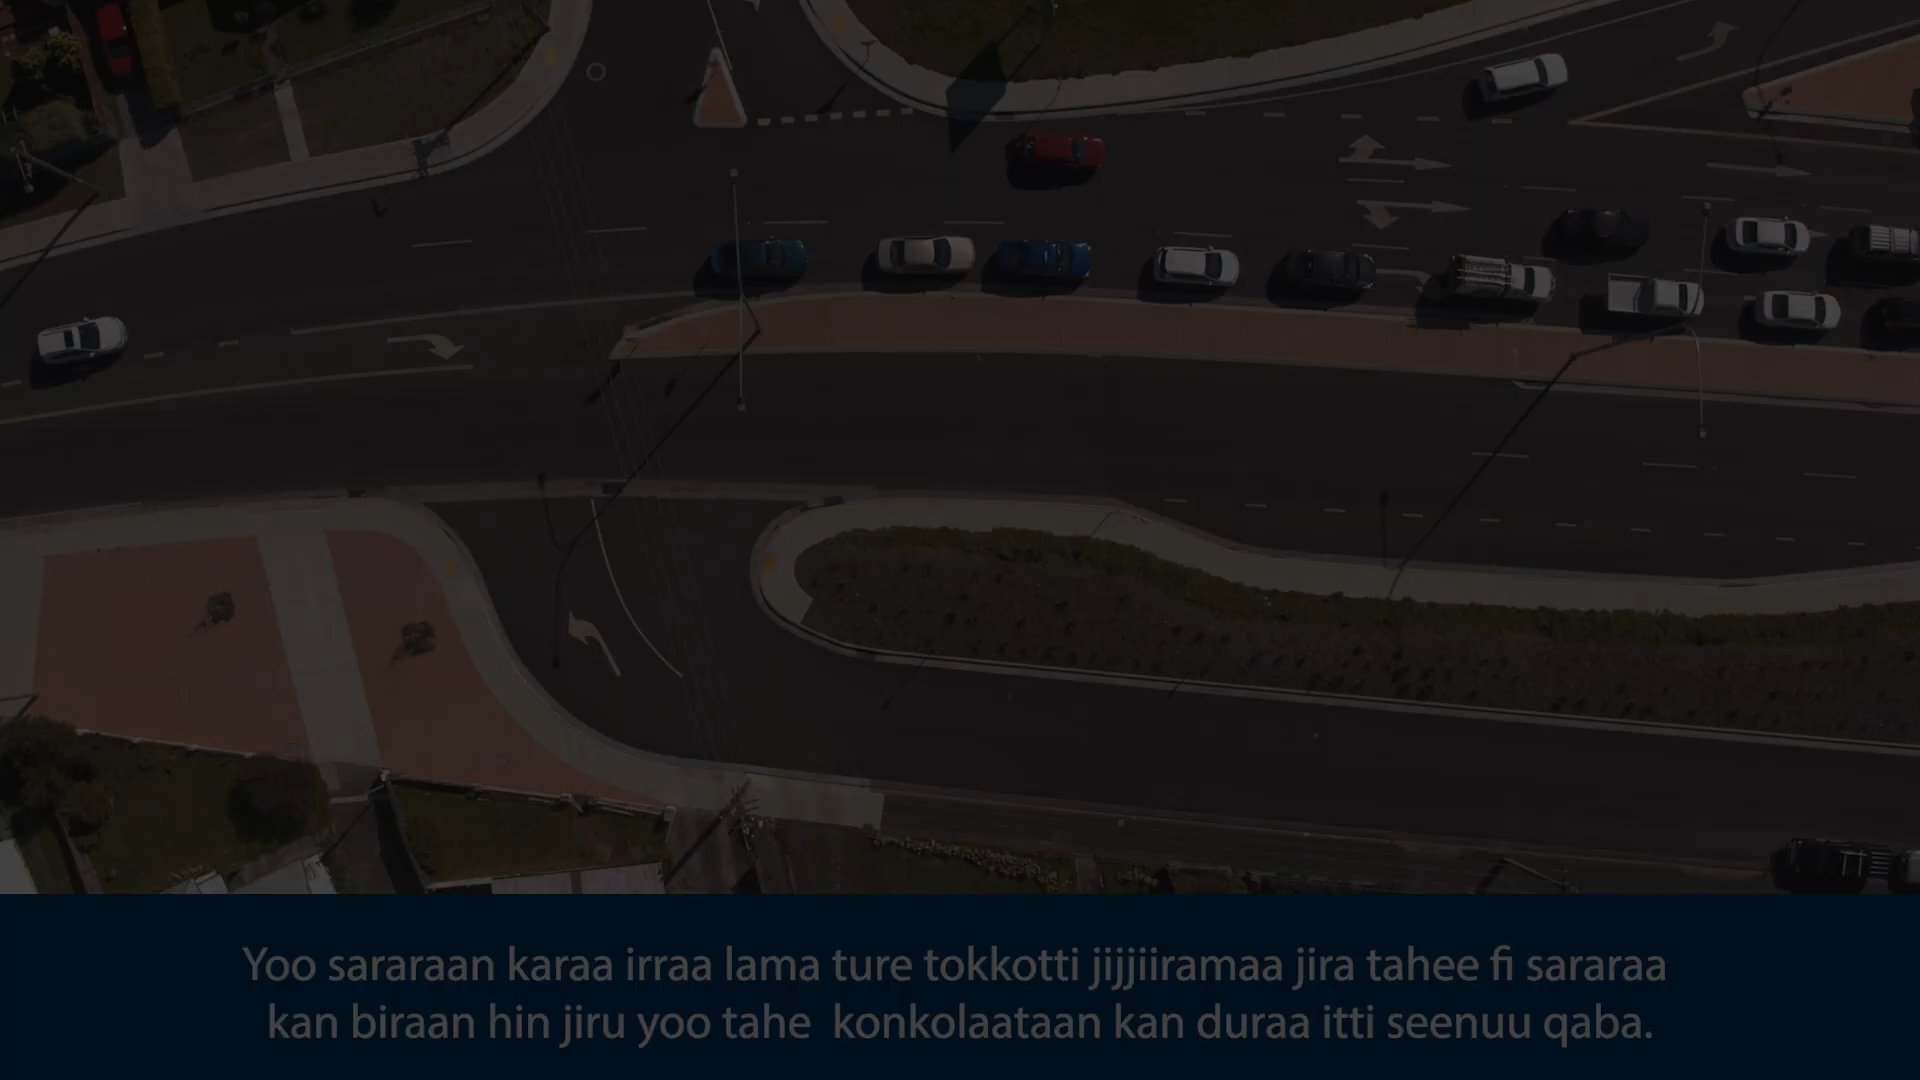 Yoo sararaan karaa irraa lama ture tokkotti jijjiiramaa jira tahee fi sararaa
kan biraan hin jiru yoo tahe  konkolaataan kan duraa itti seenuu qaba.